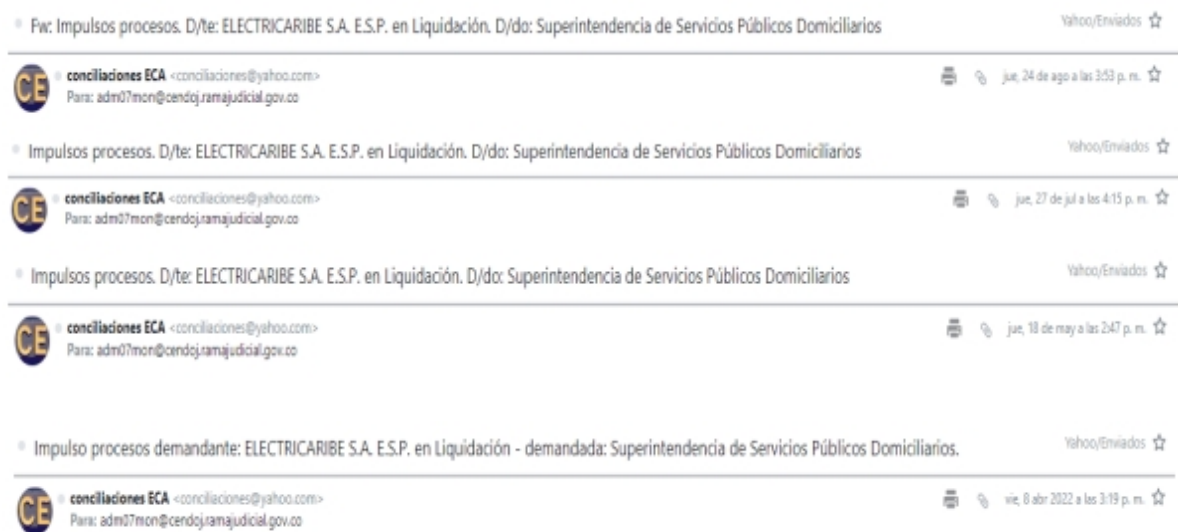 Fw: Impulsos procesos. D/te: ELECTRICARIBE S.A. E.S.P. en Liquidación. D/do: Superintendencia de Servicios Públicos Domiciliarios Yahoo/Enviados
CE conciliaciones ECA <conciliaciones@yahoo.com> jue, 24 de ago a las 3:53 p. m.
Para: adm07mon@cendoj.ramajudicial.gov.co
Impulsos procesos. D/te: ELECTRICARIBE S.A. E.S.P. en Liquidación. D/do: Superintendencia de Servicios Públicos Domiciliarios Yahoo/Enviados
CE conciliaciones ECA <conciliaciones@yahoo.com> jue, 27 de jul a las 4:15 p. m.
Para: adm07mon@cendoj.ramajudicial.gov.co
Impulsos procesos. D/te: ELECTRICARIBE S.A. E.S.P. en Liquidación. D/do: Superintendencia de Servicios Públicos Domiciliarios Yahoo/Enviados
CE conciliaciones ECA <conciliaciones@yahoo.com> jue, 18 de may a las 2:47 p. m.
Para: adm07mon@cendoj.ramajudicial.gov.co
Impulso procesos demandante: ELECTRICARIBE S.A. E.S.P. en Liquidación - demandada: Superintendencia de Servicios Públicos Domiciliarios. Yahoo/Enviados
CE conciliaciones ECA <conciliaciones@yahoo.com> vie, 8 abr 2022 a las 3:19 p. m.
Para: adm07mon@cendoj.ramajudicial.gov.co